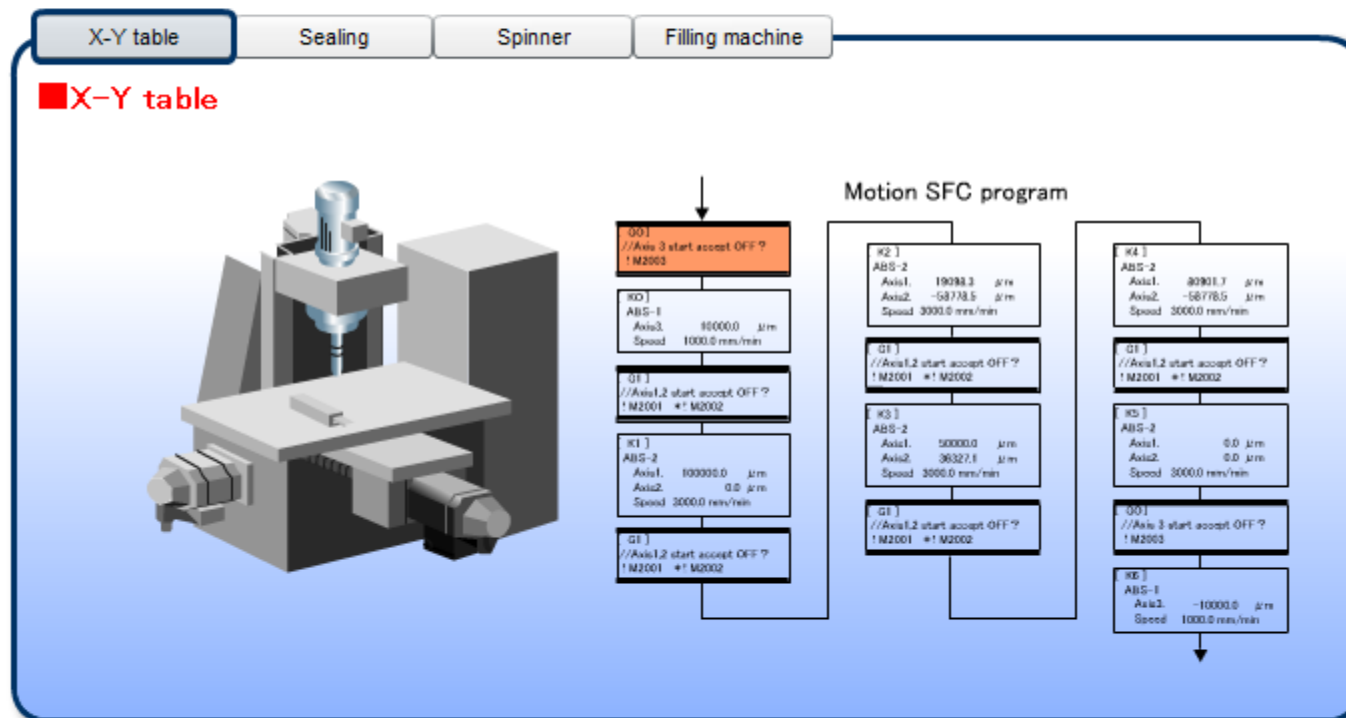 X-Y table
Sealing
Spinner
Filling machine
■X-Y table
Motion SFC program
[ G0 ]
//Axis 3 start accept OFF ?
! M2003
[ K0 ]
ABS-1
Axis3. 10000.0 μm
Speed 1000.0 mm/min
[ G1 ]
//Axis1,2 start accept OFF ?
! M2001 *! M2002
[ K1 ]
ABS-2
Axis1. 100000.0 μm
Axis2. 0.0 μm
Speed 3000.0 mm/min
[ G1 ]
//Axis1,2 start accept OFF ?
! M2001 *! M2002
[ K2 ]
ABS-2
Axis1. 19098.3 μm
Axis2. -58778.5 μm
Speed 3000.0 mm/min
[ G1 ]
//Axis1,2 start accept OFF ?
! M2001 *! M2002
[ K3 ]
ABS-2
Axis1. 50000.0 μm
Axis2. 36327.1 μm
Speed 3000.0 mm/min
[ G1 ]
//Axis1,2 start accept OFF ?
! M2001 *! M2002
[ K4 ]
ABS-2
Axis1. 80901.7 μm
Axis2. -58778.5 μm
Speed 3000.0 mm/min
[ G1 ]
//Axis1,2 start accept OFF ?
! M2001 *! M2002
[ K5 ]
ABS-2
Axis1. 0.0 μm
Axis2. 0.0 μm
Speed 3000.0 mm/min
[ G0 ]
//Axis 3 start accept OFF ?
! M2003
[ K6 ]
ABS-1
Axis3. -10000.0 μm
Speed 1000.0 mm/min